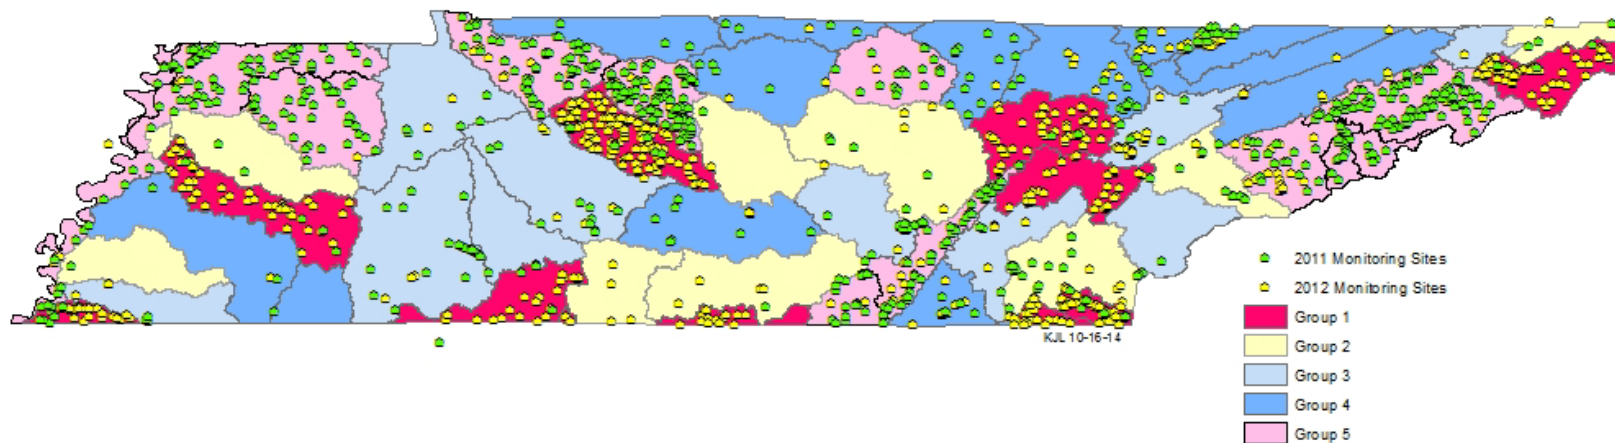 2011 Monitoring Sites
2012 Monitoring Sites
Group 1
KJL 10-16-14
Group 2
Group 3
Group 4
Group 5